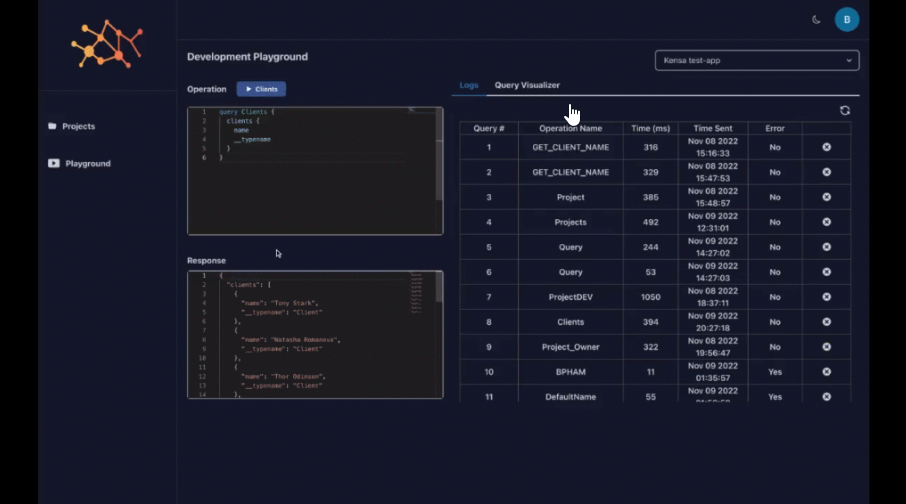 B
Development Playground
Kensa test-app
Operation
Clients
Logs
Query Visualizer
Projects
Playground
1 query Clients {
2 clients {
3 name
4 __typename
5 }
6 }
Response
1 {
2 "clients": [
3 {
4 "name": "Tony Stark",
5 "__typename": "Client"
6 },
7 {
8 "name": "Natasha Romanova",
9 "__typename": "Client"
10 },
11 {
12 "name": "Thor Odinson",
13 "__typename": "Client"
14 },
Query # Operation Name Time (ms) Time Sent Error
1 GET_CLIENT_NAME 316 Nov 08 2022 15:16:33 No
2 GET_CLIENT_NAME 329 Nov 08 2022 15:47:53 No
3 Project 385 Nov 08 2022 15:48:57 No
4 Projects 492 Nov 09 2022 12:31:01 No
5 Query 244 Nov 09 2022 14:27:02 No
6 Query 53 Nov 09 2022 14:27:03 No
7 ProjectDEV 1050 Nov 08 2022 18:37:11 No
8 Clients 394 Nov 09 2022 20:27:18 No
9 Project_Owner 322 Nov 08 2022 19:56:47 No
10 BPHAM 11 Nov 09 2022 01:35:57 Yes
11 DefaultName 55 Nov 09 2022 Yes